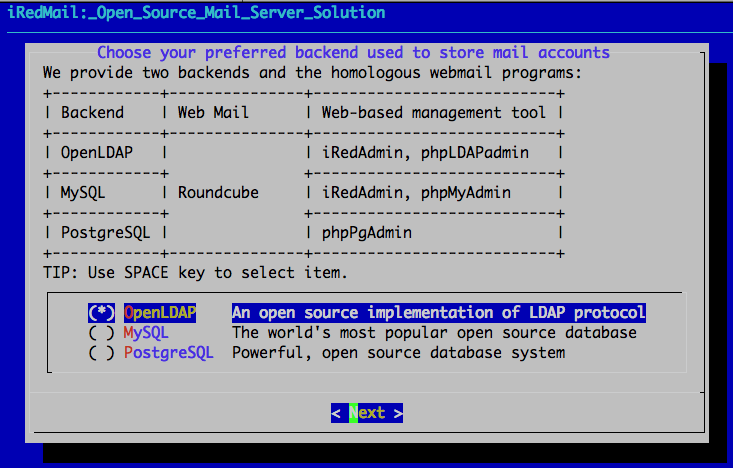 iRedMail:_Open_Source_Mail_Server_Solution
Choose your preferred backend used to store mail accounts
We provide two backends and the homologous webmail programs:
+------------+---------------+---------------------------+
| Backend    | Web Mail      | Web-based management tool |
+------------+---------------+---------------------------+
| OpenLDAP   |               | iRedAdmin, phpLDAPadmin   |
+------------+               +---------------------------+
| MySQL      | Roundcube     | iRedAdmin, phpMyAdmin     |
+------------+               +---------------------------+
| PostgreSQL |               | phpPgAdmin                |
+------------+---------------+---------------------------+
TIP: Use SPACE key to select item.
(*) OpenLDAP    An open source implementation of LDAP protocol
( ) MySQL       The world's most popular open source database
( ) PostgreSQL  Powerful, open source database system
< Next >